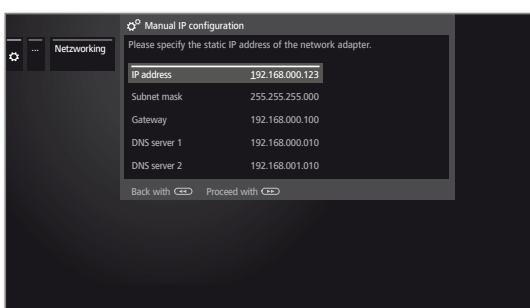 Manual IP configuration
... Netzworking
Please specify the static IP address of the network adapter.
IP address 192.168.000.123
Subnet mask 255.255.255.000
Gateway 192.168.000.100
DNS server 1 192.168.000.010
DNS server 2 192.168.001.010
Back with Proceed with